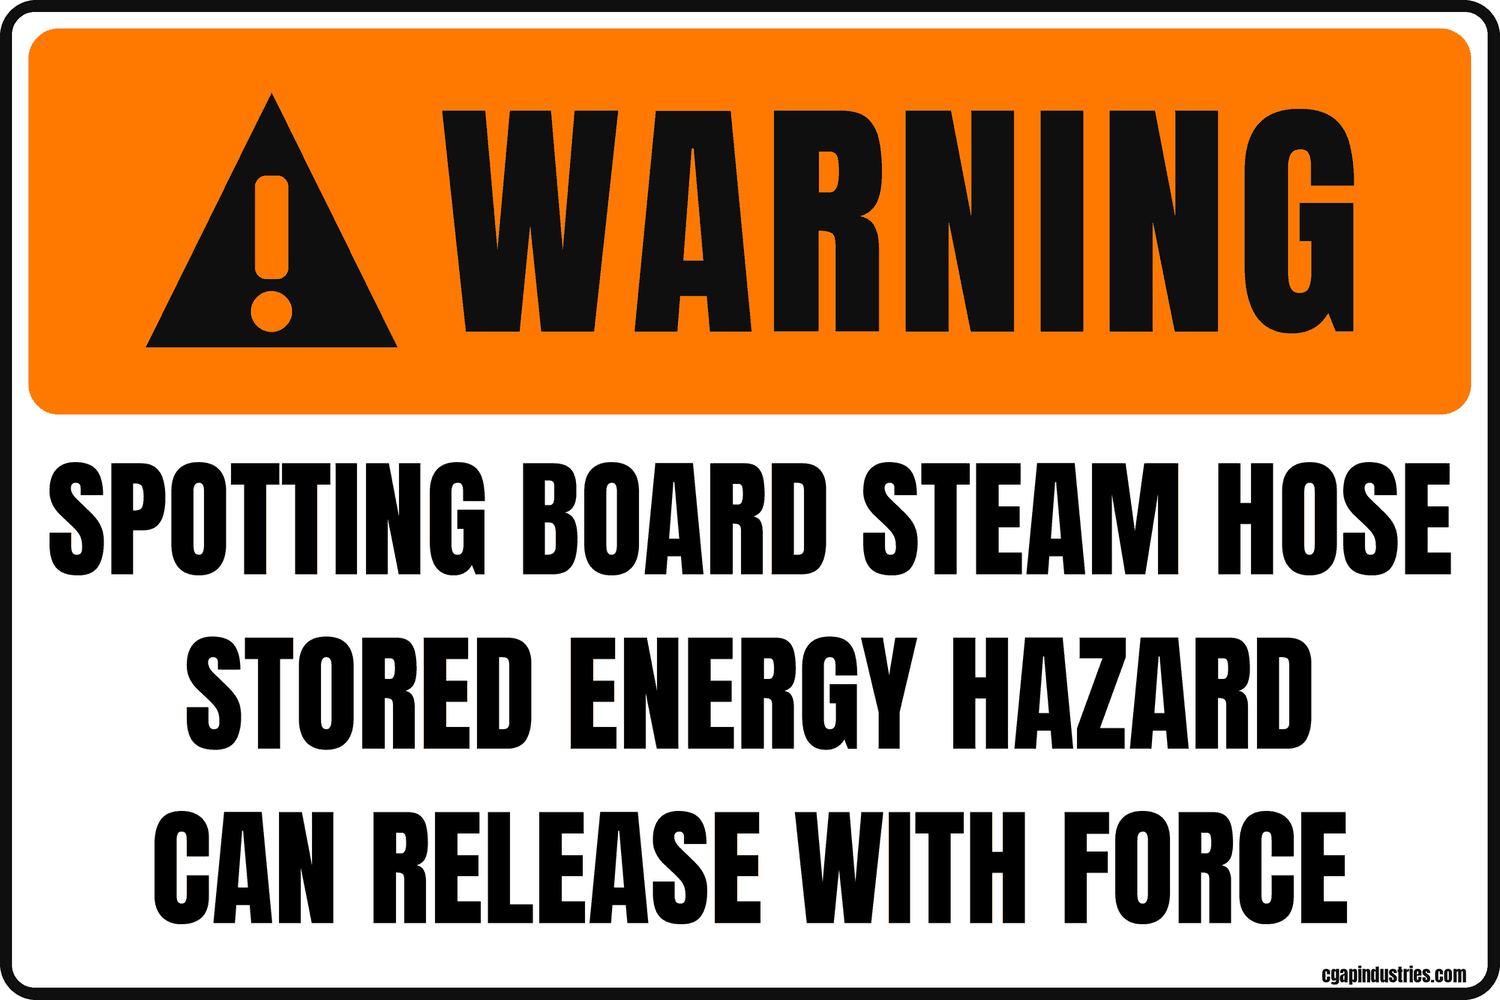 WARNING
SPOTTING BOARD STEAM HOSE
STORED ENERGY HAZARD
CAN RELEASE WITH FORCE
cgapindustries.com